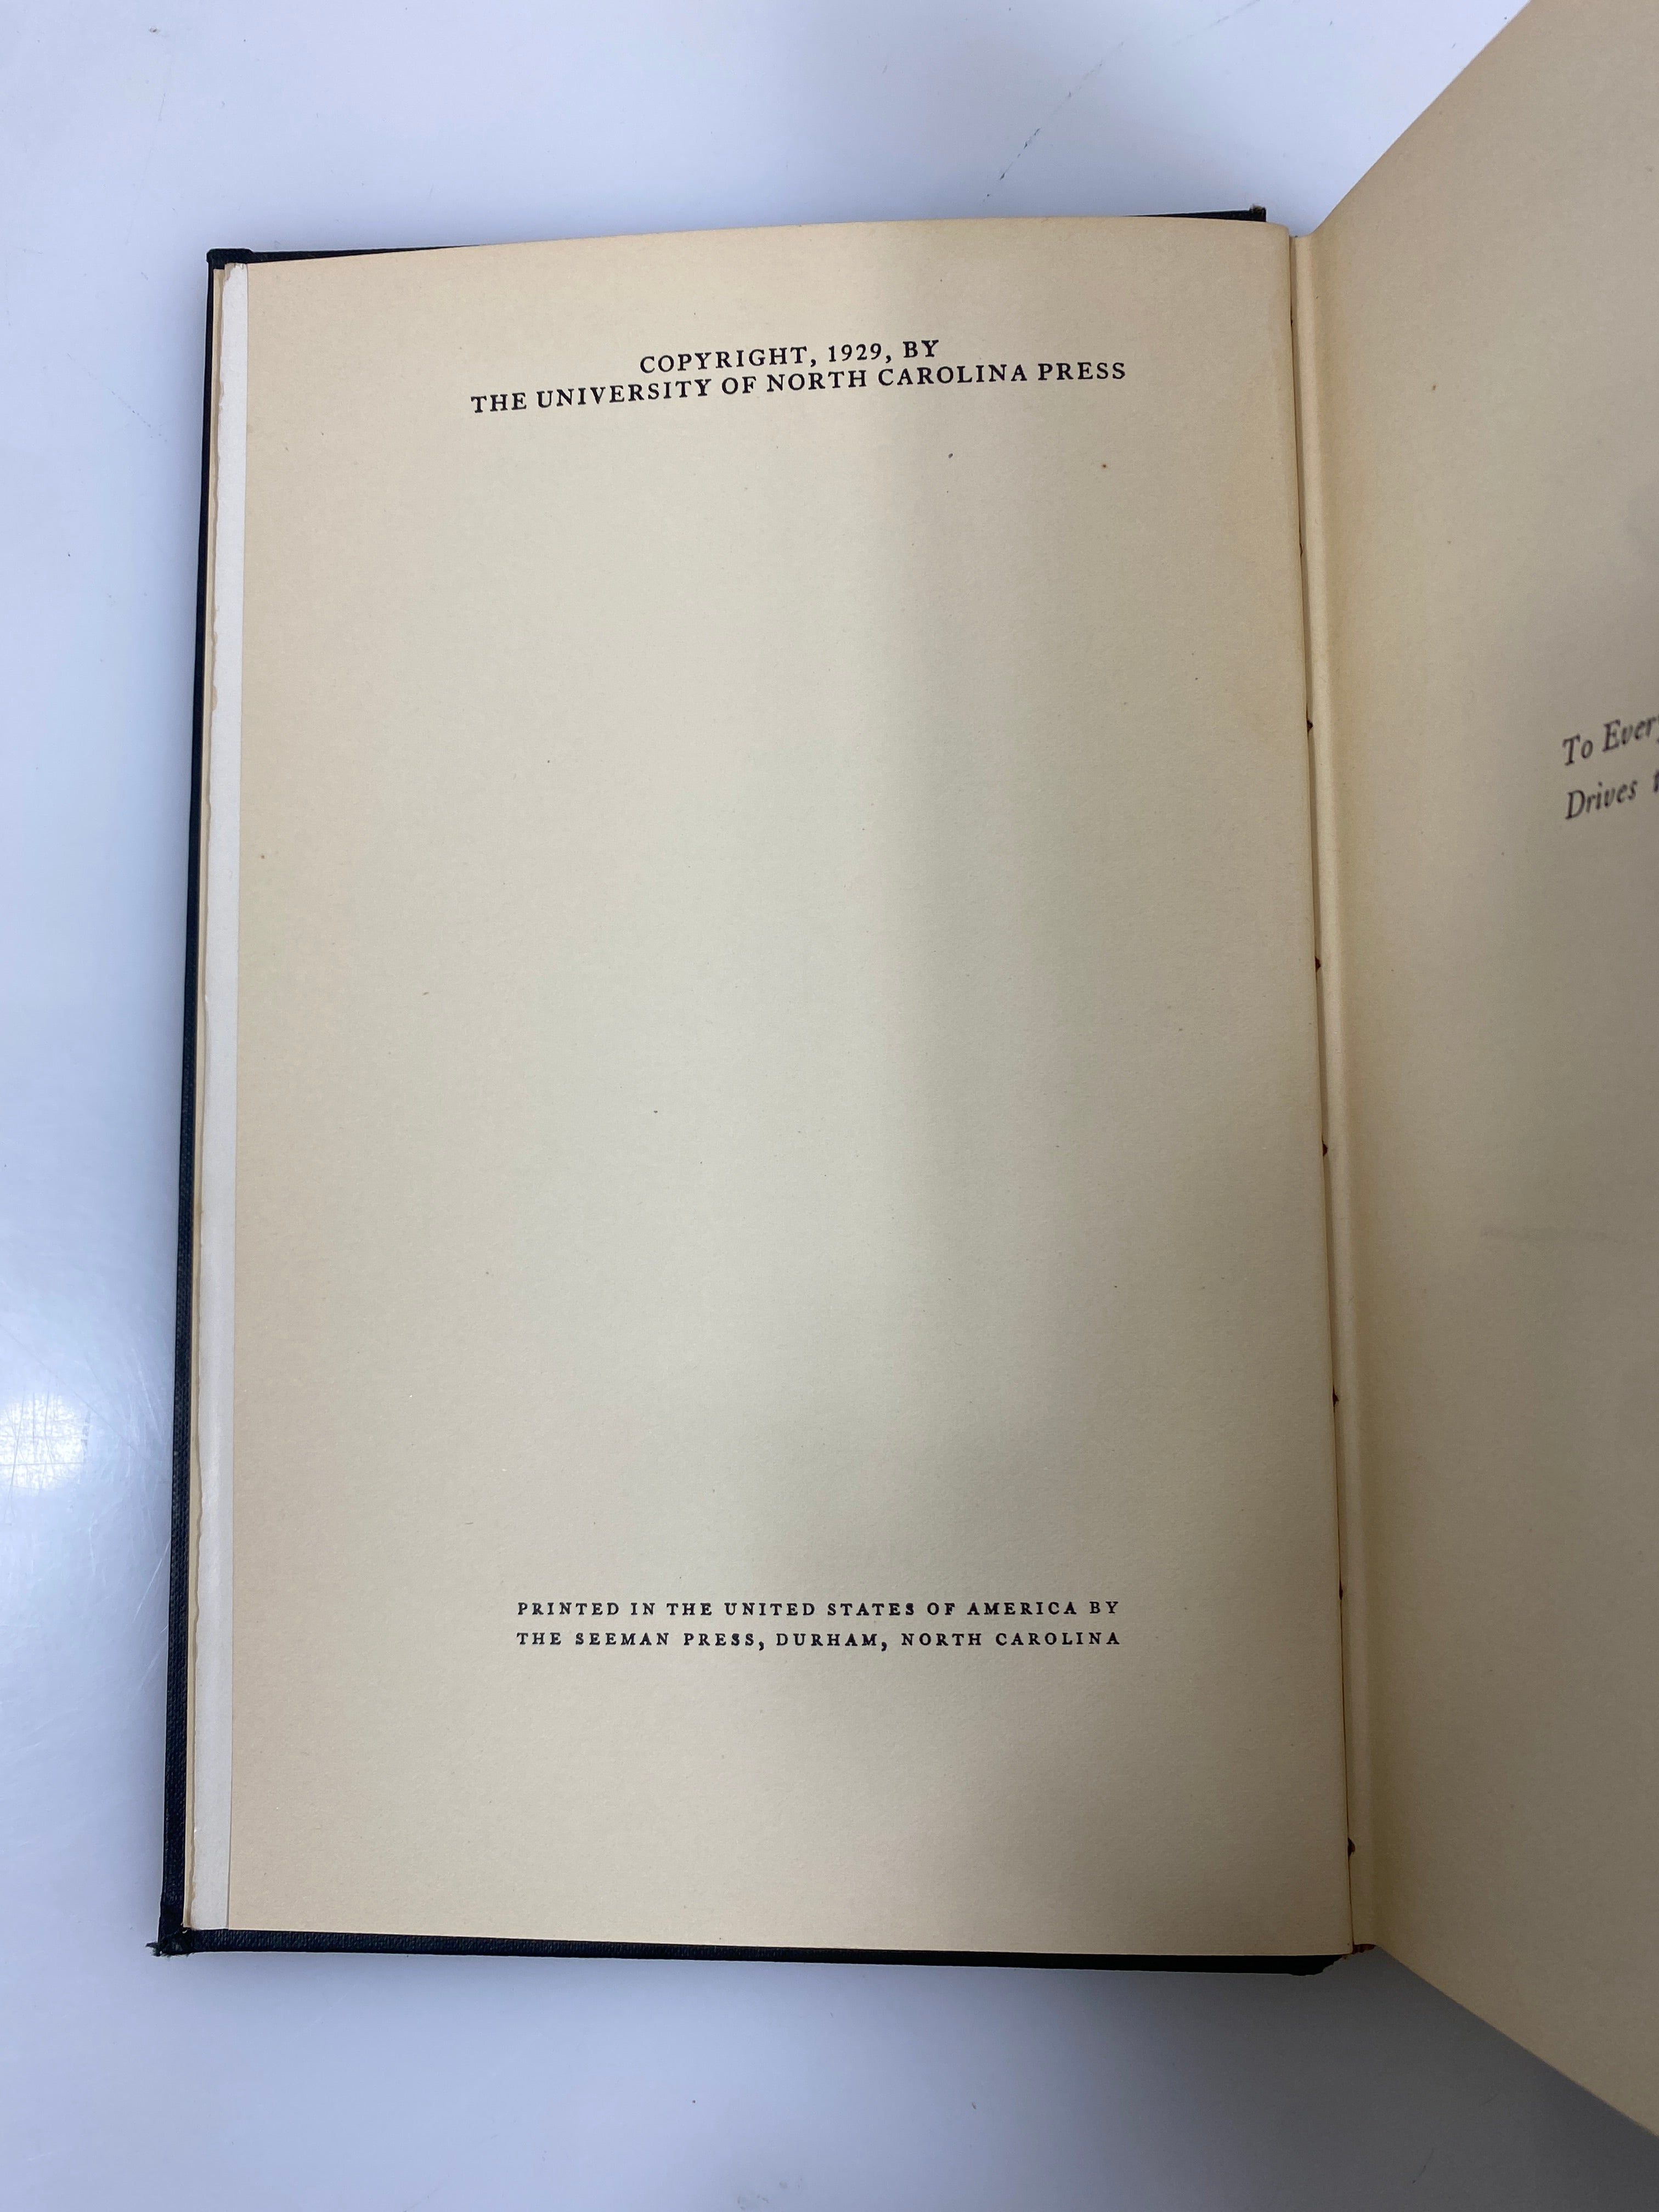 COPYRIGHT, 1929, BY
THE UNIVERSITY OF NORTH CAROLINA PRESS
PRINTED IN THE UNITED STATES OF AMERICA BY
THE SEEMAN PRESS, DURHAM, NORTH CAROLINA
To
Drives